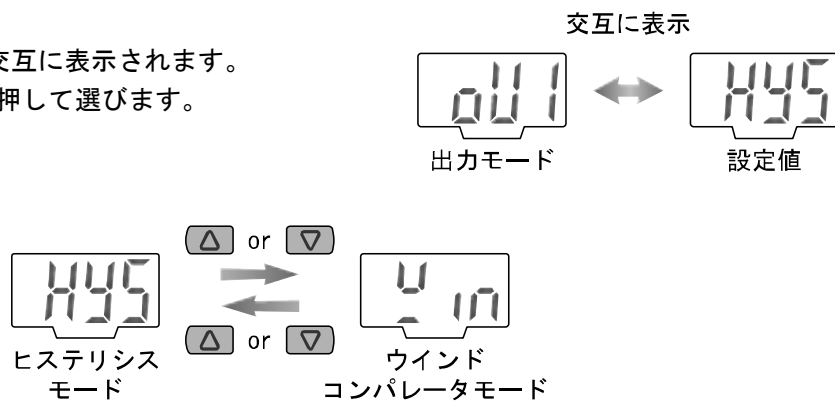 交互に表示
交互に表示されます。
押して選びます。
oU1
HYS
出力モード
設定値
or
HYS
Win
or
ヒステリシス
モード
ウインド
コンパレータモード